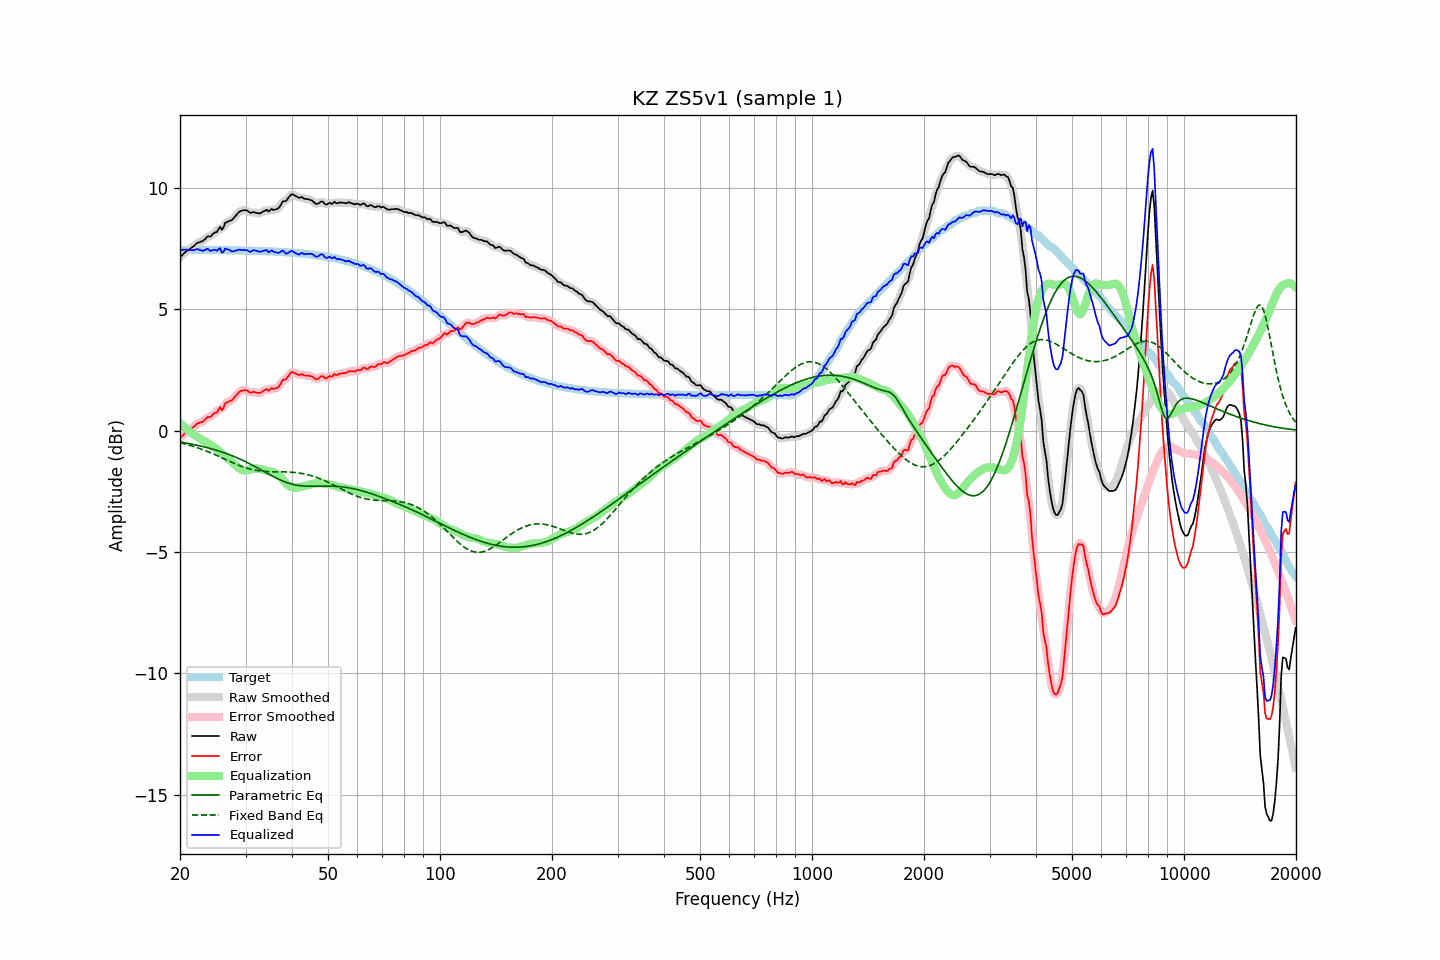 KZ ZS5v1 (sample 1)
Amplitude (dBr)
10
5
0
−5
−10
−15
Target
Raw Smoothed
Error Smoothed
Raw
Error
Equalization
Parametric Eq
Fixed Band Eq
Equalized
20 50 100 200 500 1000 2000 5000 10000 20000
Frequency (Hz)